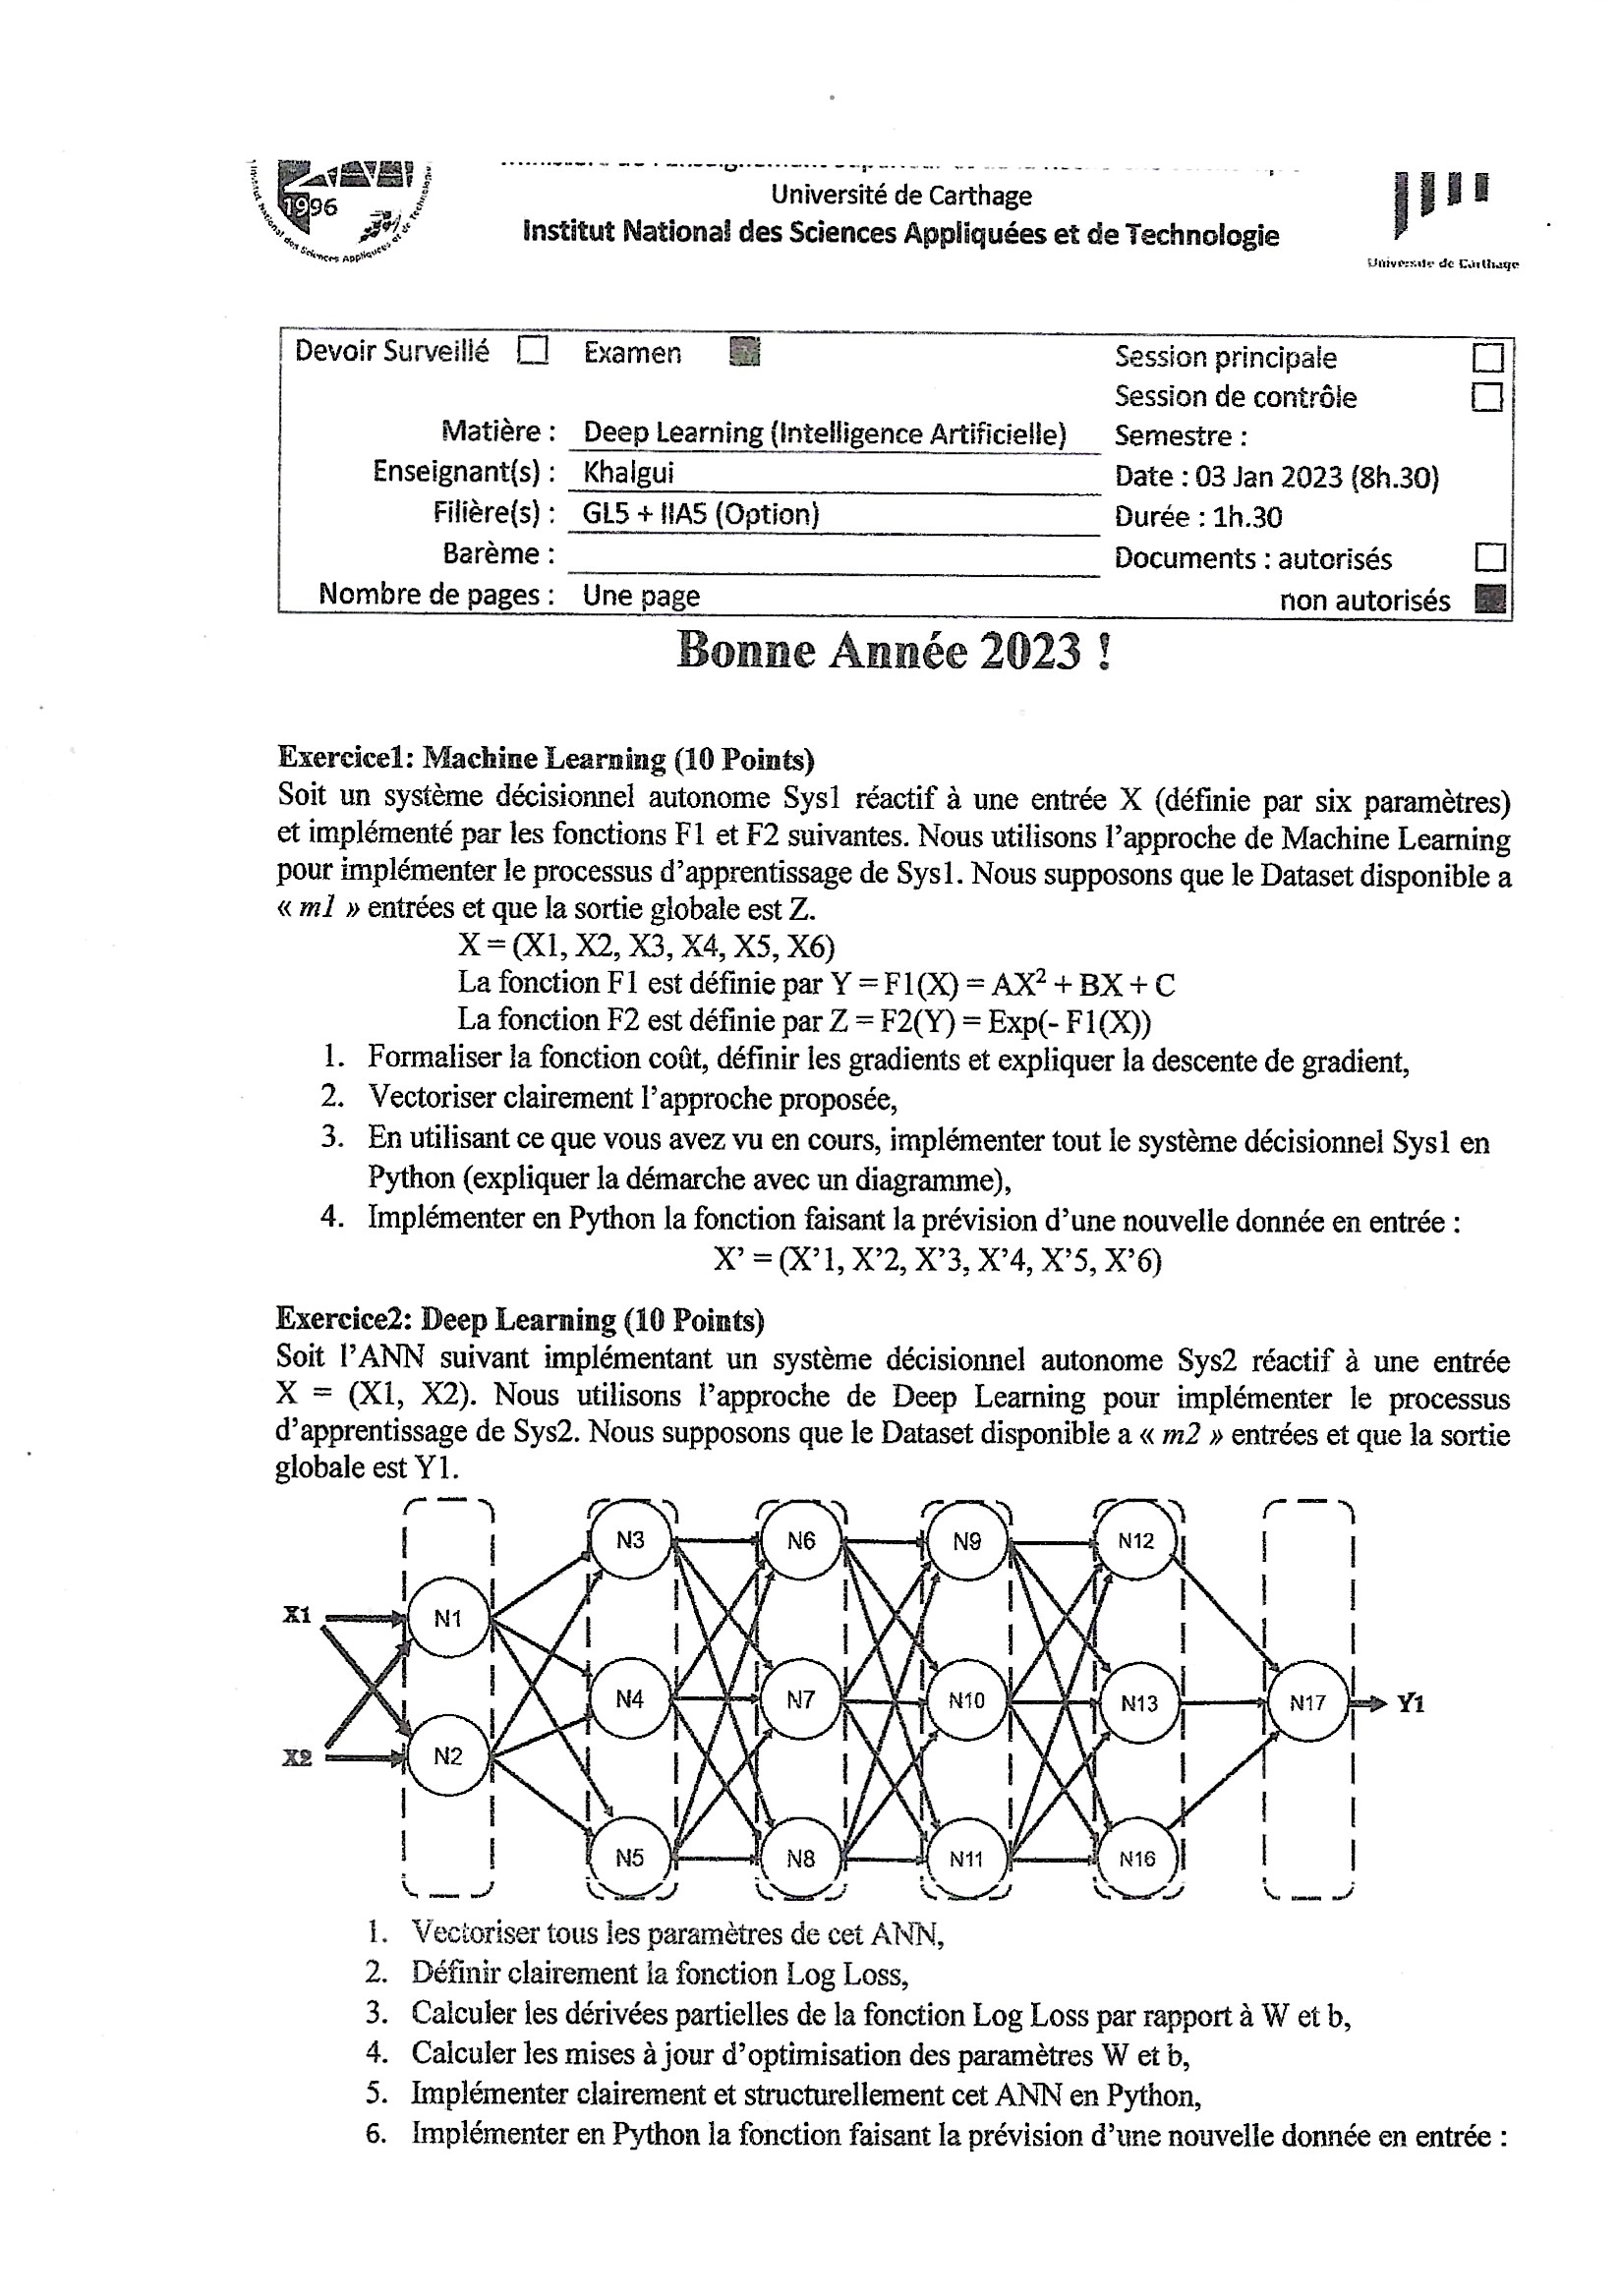 1996
Institut National des Sciences Appliquées et de Technologie
Université de Carthage
Institut National des Sciences Appliquées et de Technologie
Université de Carthage
Devoir Surveillé Examen Session principale
Session de contrôle
Matière : Deep Learning (Intelligence Artificielle) Semestre :
Enseignant(s) : Khalgui Date : 03 Jan 2023 (8h.30)
Filière(s) : GL5 + IIA5 (Option) Durée : 1h.30
Barème : Documents : autorisés
Nombre de pages : Une page non autorisés
Bonne Année 2023 !
Exercice1: Machine Learning (10 Points)
Soit un système décisionnel autonome Sys1 réactif à une entrée X (définie par six paramètres)
et implémenté par les fonctions F1 et F2 suivantes. Nous utilisons l'approche de Machine Learning
pour implémenter le processus d'apprentissage de Sys1. Nous supposons que le Dataset disponible a
« m1 » entrées et que la sortie globale est Z.
X = (X1, X2, X3, X4, X5, X6)
La fonction F1 est définie par Y = F1(X) = AX² + BX + C
La fonction F2 est définie par Z = F2(Y) = Exp(- F1(X))
1. Formaliser la fonction coût, définir les gradients et expliquer la descente de gradient,
2. Vectoriser clairement l'approche proposée,
3. En utilisant ce que vous avez vu en cours, implémenter tout le système décisionnel Sys1 en
Python (expliquer la démarche avec un diagramme),
4. Implémenter en Python la fonction faisant la prévision d'une nouvelle donnée en entrée :
X' = (X'1, X'2, X'3, X'4, X'5, X'6)
Exercice2: Deep Learning (10 Points)
Soit l'ANN suivant implémentant un système décisionnel autonome Sys2 réactif à une entrée
X = (X1, X2). Nous utilisons l'approche de Deep Learning pour implémenter le processus
d'apprentissage de Sys2. Nous supposons que le Dataset disponible a « m2 » entrées et que la sortie
globale est Y1.
N3 N6 N9 N12
X1 N1
N4 N7 N10 N13 N17 Y1
X2 N2
N5 N8 N11 N16
1. Vectoriser tous les paramètres de cet ANN,
2. Définir clairement la fonction Log Loss,
3. Calculer les dérivées partielles de la fonction Log Loss par rapport à W et b,
4. Calculer les mises à jour d'optimisation des paramètres W et b,
5. Implémenter clairement et structurellement cet ANN en Python,
6. Implémenter en Python la fonction faisant la prévision d'une nouvelle donnée en entrée :